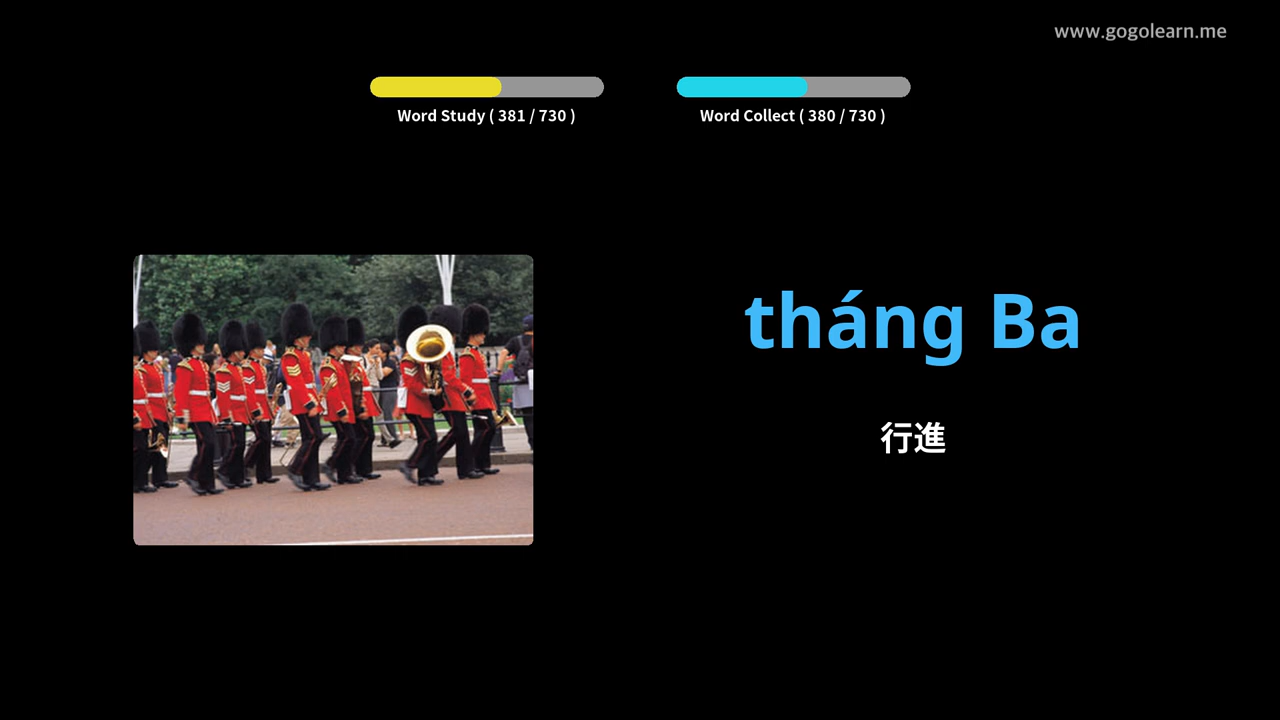 www.gogolearn.me
Word Study ( 381 / 730 )
Word Collect ( 380 / 730 )
tháng Ba
行進